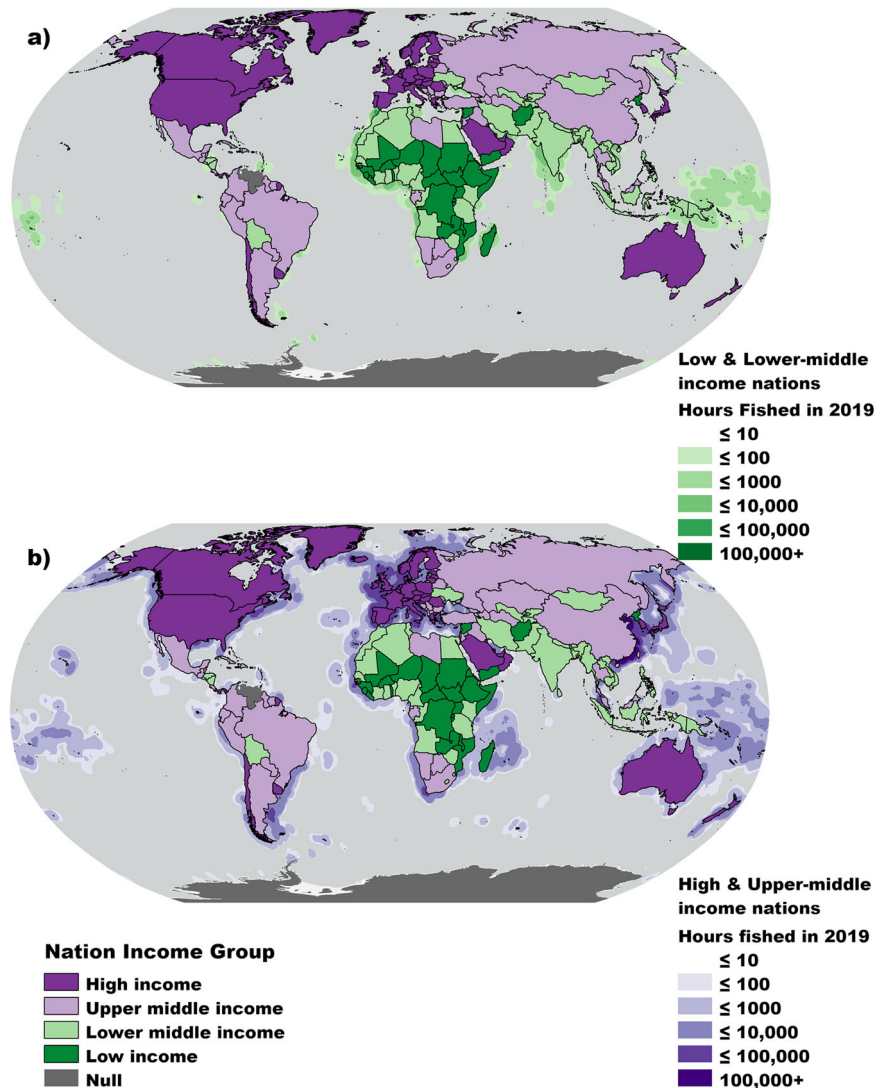 a)
Low & Lower-middle
income nations
Hours Fished in 2019
≤ 10
≤ 100
≤ 1000
≤ 10,000
≤ 100,000
100,000+
b)
High & Upper-middle
income nations
Hours fished in 2019
≤ 10
≤ 100
≤ 1000
≤ 10,000
≤ 100,000
100,000+
Nation Income Group
High income
Upper middle income
Lower middle income
Low income
Null